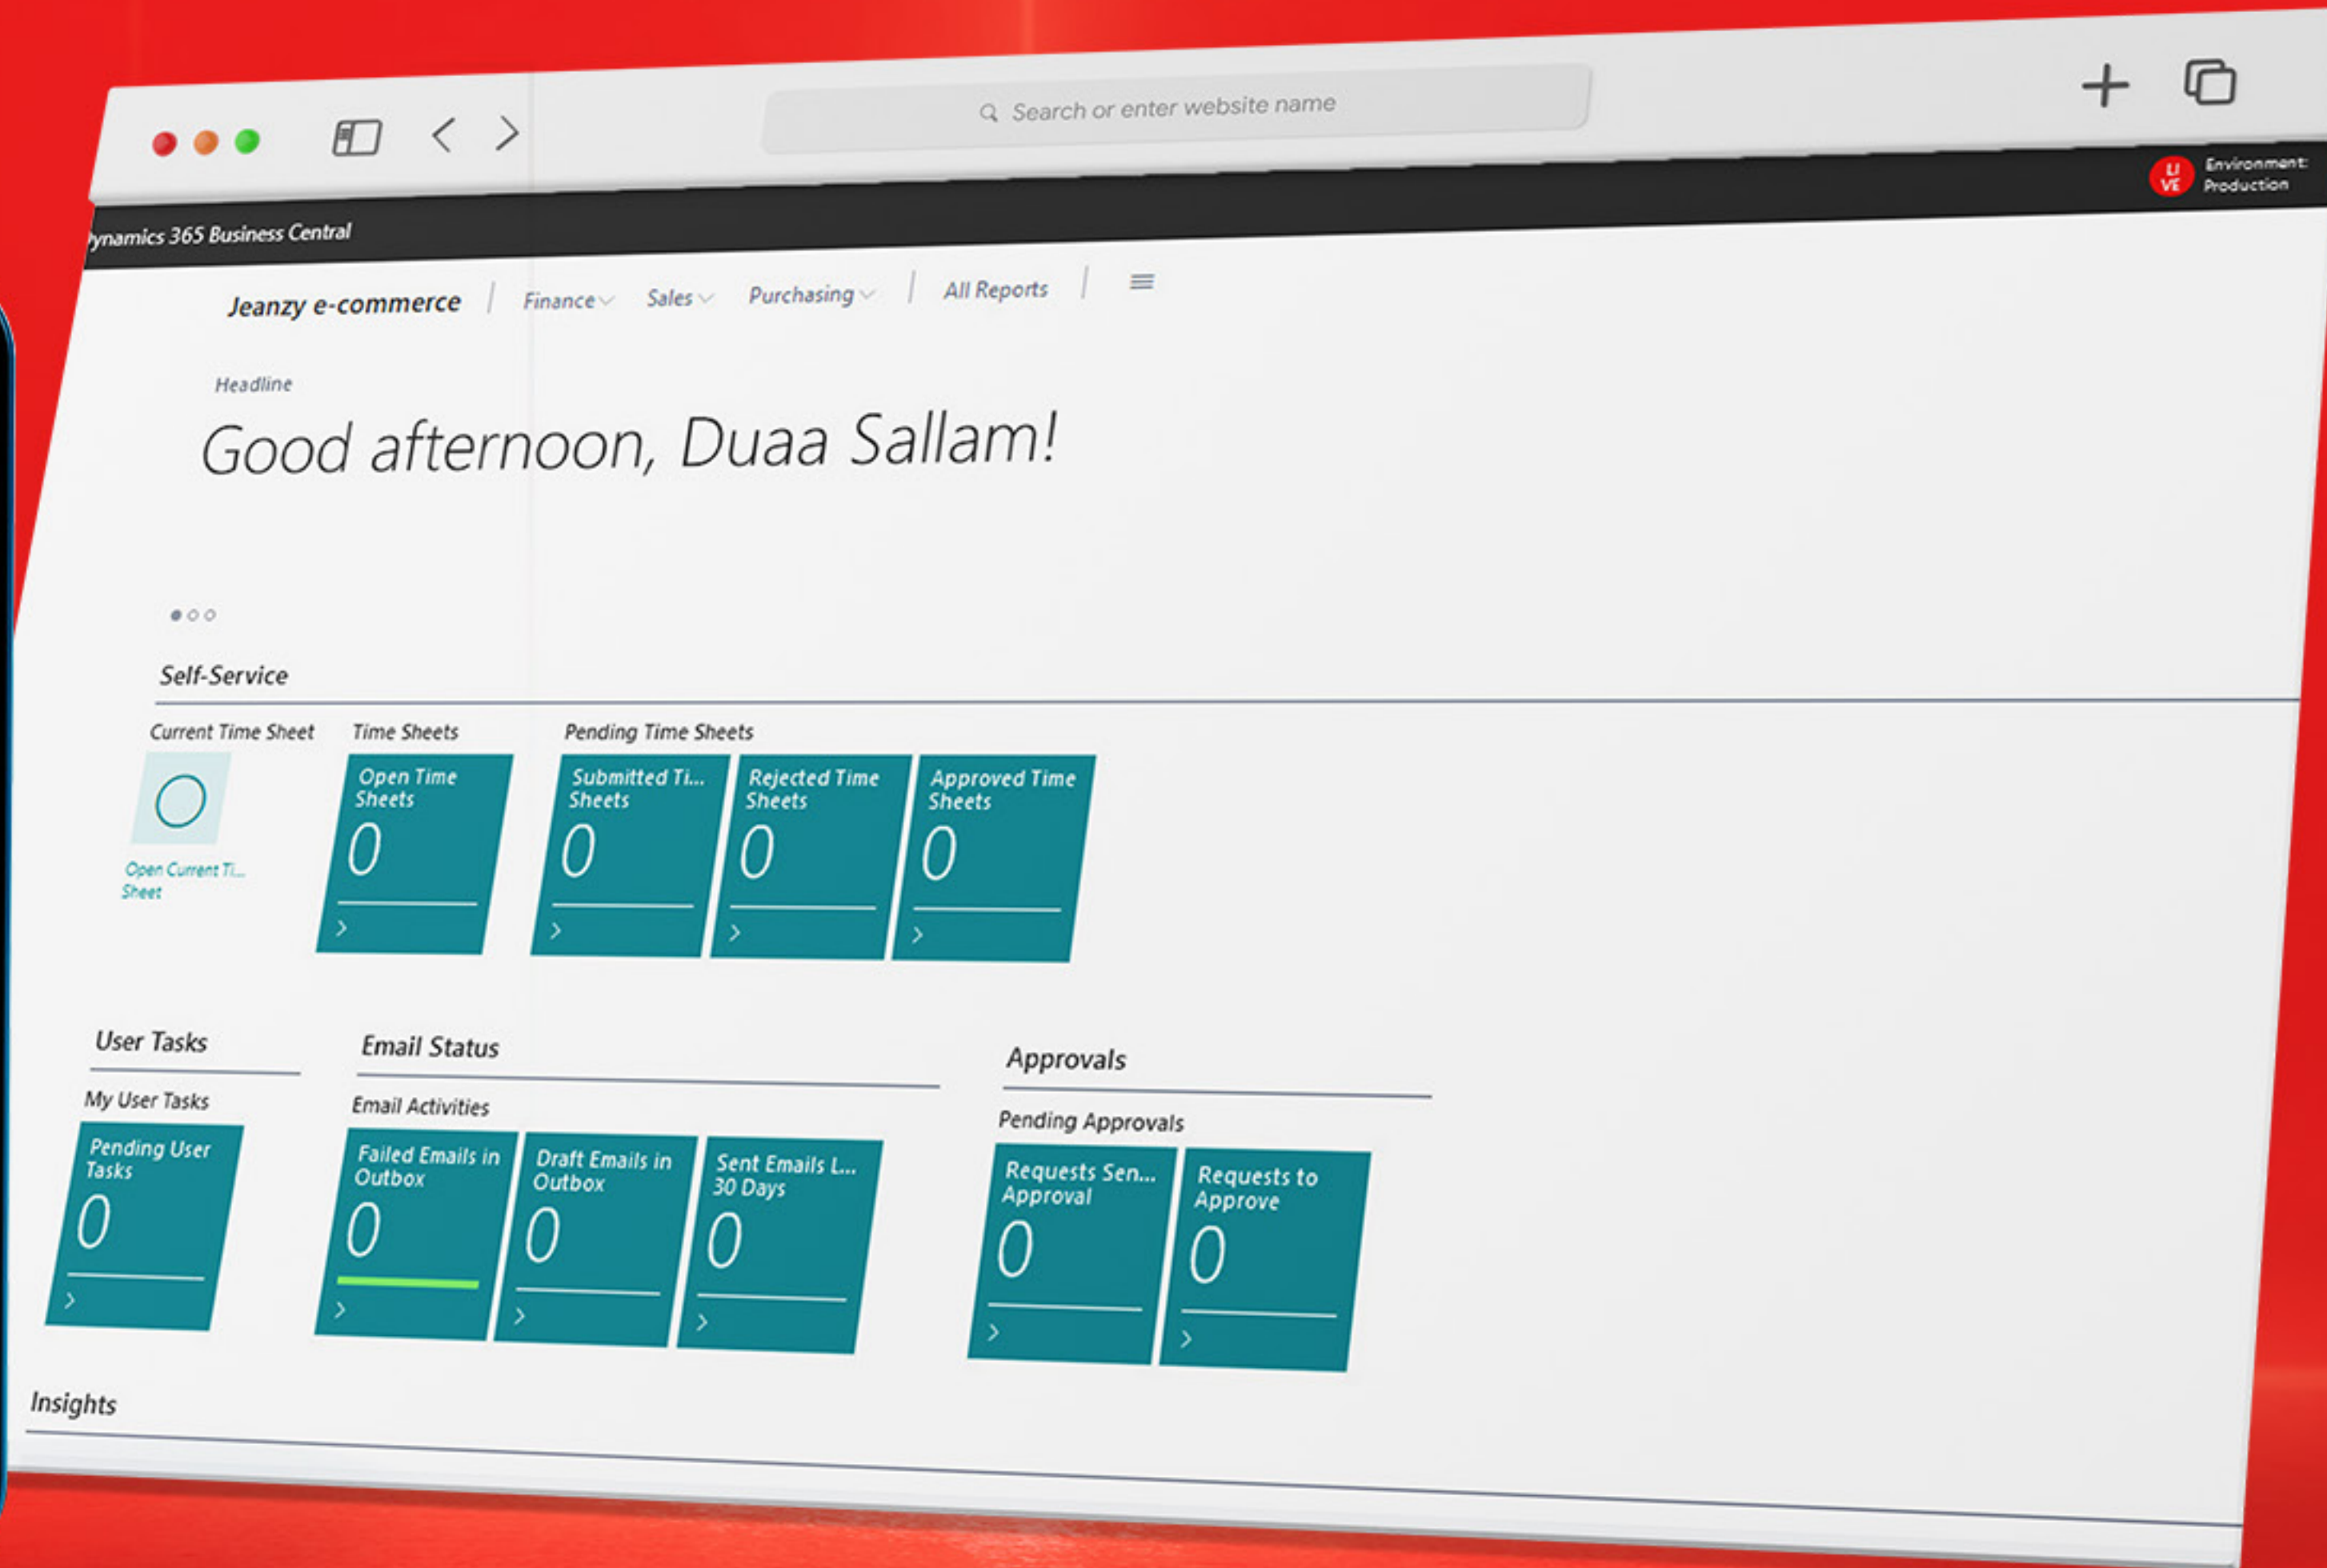 Search or enter website name
LI
VE
Environment:
Production
ynamics 365 Business Central
Jeanzy e-commerce
Finance
Sales
Purchasing
All Reports
Headline
Good afternoon, Duaa Sallam!
Self-Service
Current Time Sheet
Time Sheets
Pending Time Sheets
Open Current Ti...
Sheet
Open Time
Sheets
0
Submitted Ti...
Sheets
0
Rejected Time
Sheets
0
Approved Time
Sheets
0
User Tasks
My User Tasks
Pending User
Tasks
0
Email Status
Email Activities
Failed Emails in
Outbox
0
Draft Emails in
Outbox
0
Sent Emails L...
30 Days
0
Approvals
Pending Approvals
Requests Sen...
Approval
0
Requests to
Approve
0
Insights